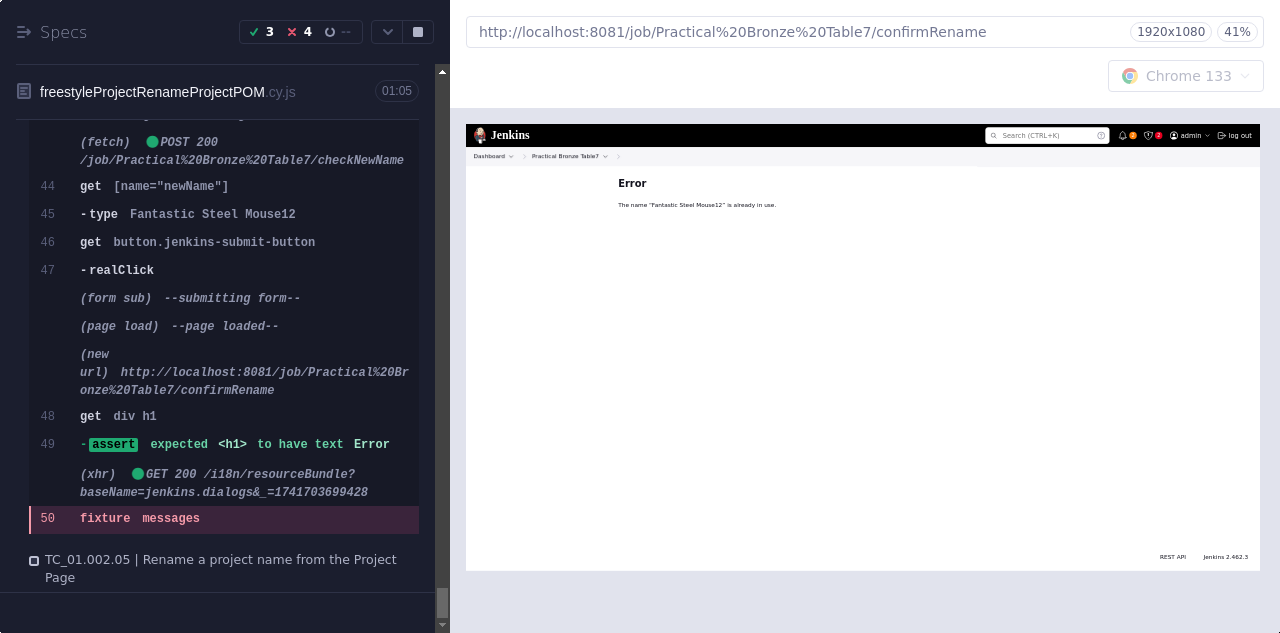 Specs
3
4
--
freestyleProjectRenameProjectPOM.cy.js
01:05
(fetch) POST 200
/job/Practical%20Bronze%20Table7/checkNewName
44 get [name="newName"]
45 -type Fantastic Steel Mouse12
46 get button.jenkins-submit-button
47 -realClick
(form sub) --submitting form--
(page load) --page loaded--
(new
url) http://localhost:8081/job/Practical%20Br
onze%20Table7/confirmRename
48 get div h1
49 -assert expected <h1> to have text Error
(xhr) GET 200 /i18n/resourceBundle?
baseName=jenkins.dialogs&_=1741703699428
50 fixture messages
TC_01.002.05 | Rename a project name from the Project
Page
http://localhost:8081/job/Practical%20Bronze%20Table7/confirmRename
1920x1080
41%
Chrome 133
Jenkins
Search (CTRL+K)
2
2
admin
log out
Dashboard
Practical Bronze Table7
Error
The name "Fantastic Steel Mouse12" is already in use.
REST API
Jenkins 2.462.3